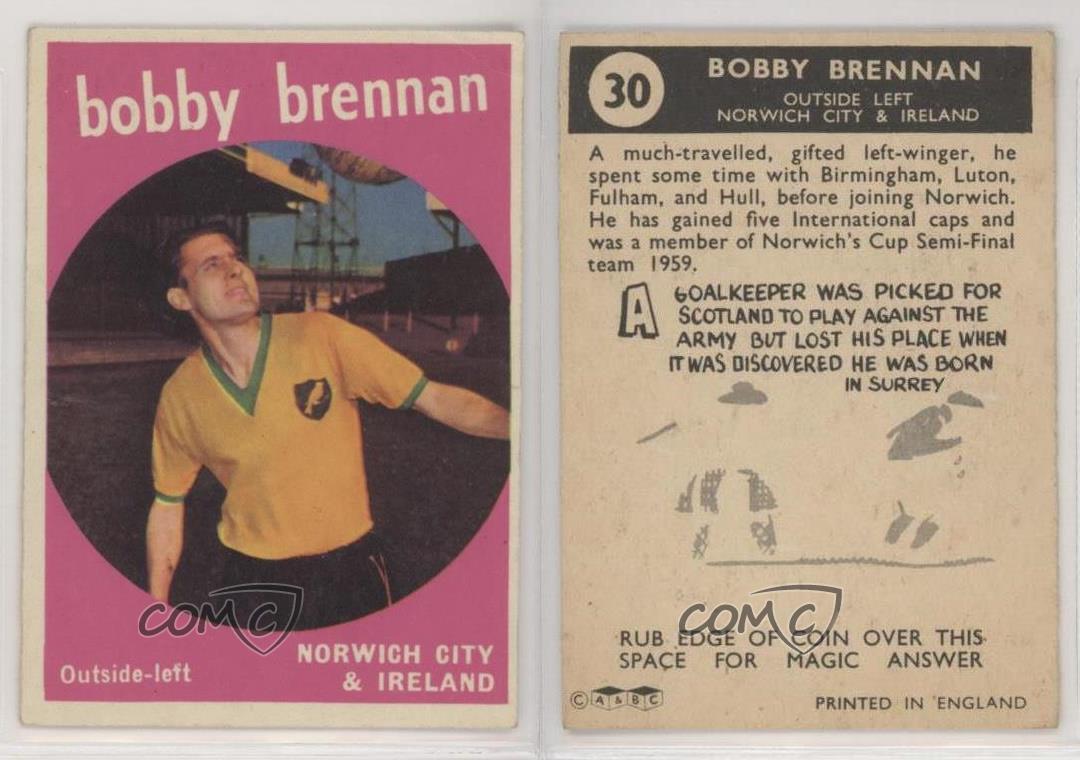 bobby brennan
Outside-left
NORWICH CITY
& IRELAND
COMC
30
BOBBY BRENNAN
OUTSIDE LEFT
NORWICH CITY & IRELAND
A much-travelled, gifted left-winger, he
spent some time with Birmingham, Luton,
Fulham, and Hull, before joining Norwich.
He has gained five International caps and
was a member of Norwich's Cup Semi-Final
team 1959.
A GOALKEEPER WAS PICKED FOR
SCOTLAND TO PLAY AGAINST THE
ARMY BUT LOST HIS PLACE WHEN
IT WAS DISCOVERED HE WAS BORN
IN SURREY
COMC
RUB EDGE OF COIN OVER THIS
SPACE FOR MAGIC ANSWER
© A & B C
PRINTED IN ENGLAND